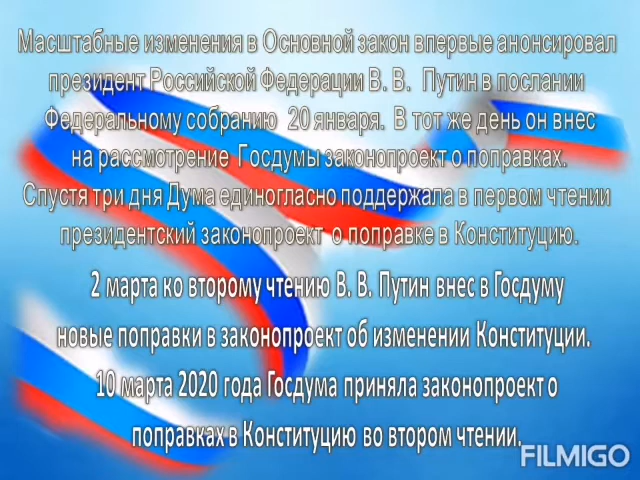 Масштабные изменения в Основной закон впервые анонсировал
президент Российской Федерации В. В. Путин в послании
Федеральному собранию 20 января. В тот же день он внес
на рассмотрение Госдумы законопроект о поправках.
Спустя три дня Дума единогласно поддержала в первом чтении
президентский законопроект о поправке в Конституцию.
2 марта ко второму чтению В. В. Путин внес в Госдуму
новые поправки в законопроект об изменении Конституции.
10 марта 2020 года Госдума приняла законопроект о
поправках в Конституцию во втором чтении.
FILMIGO